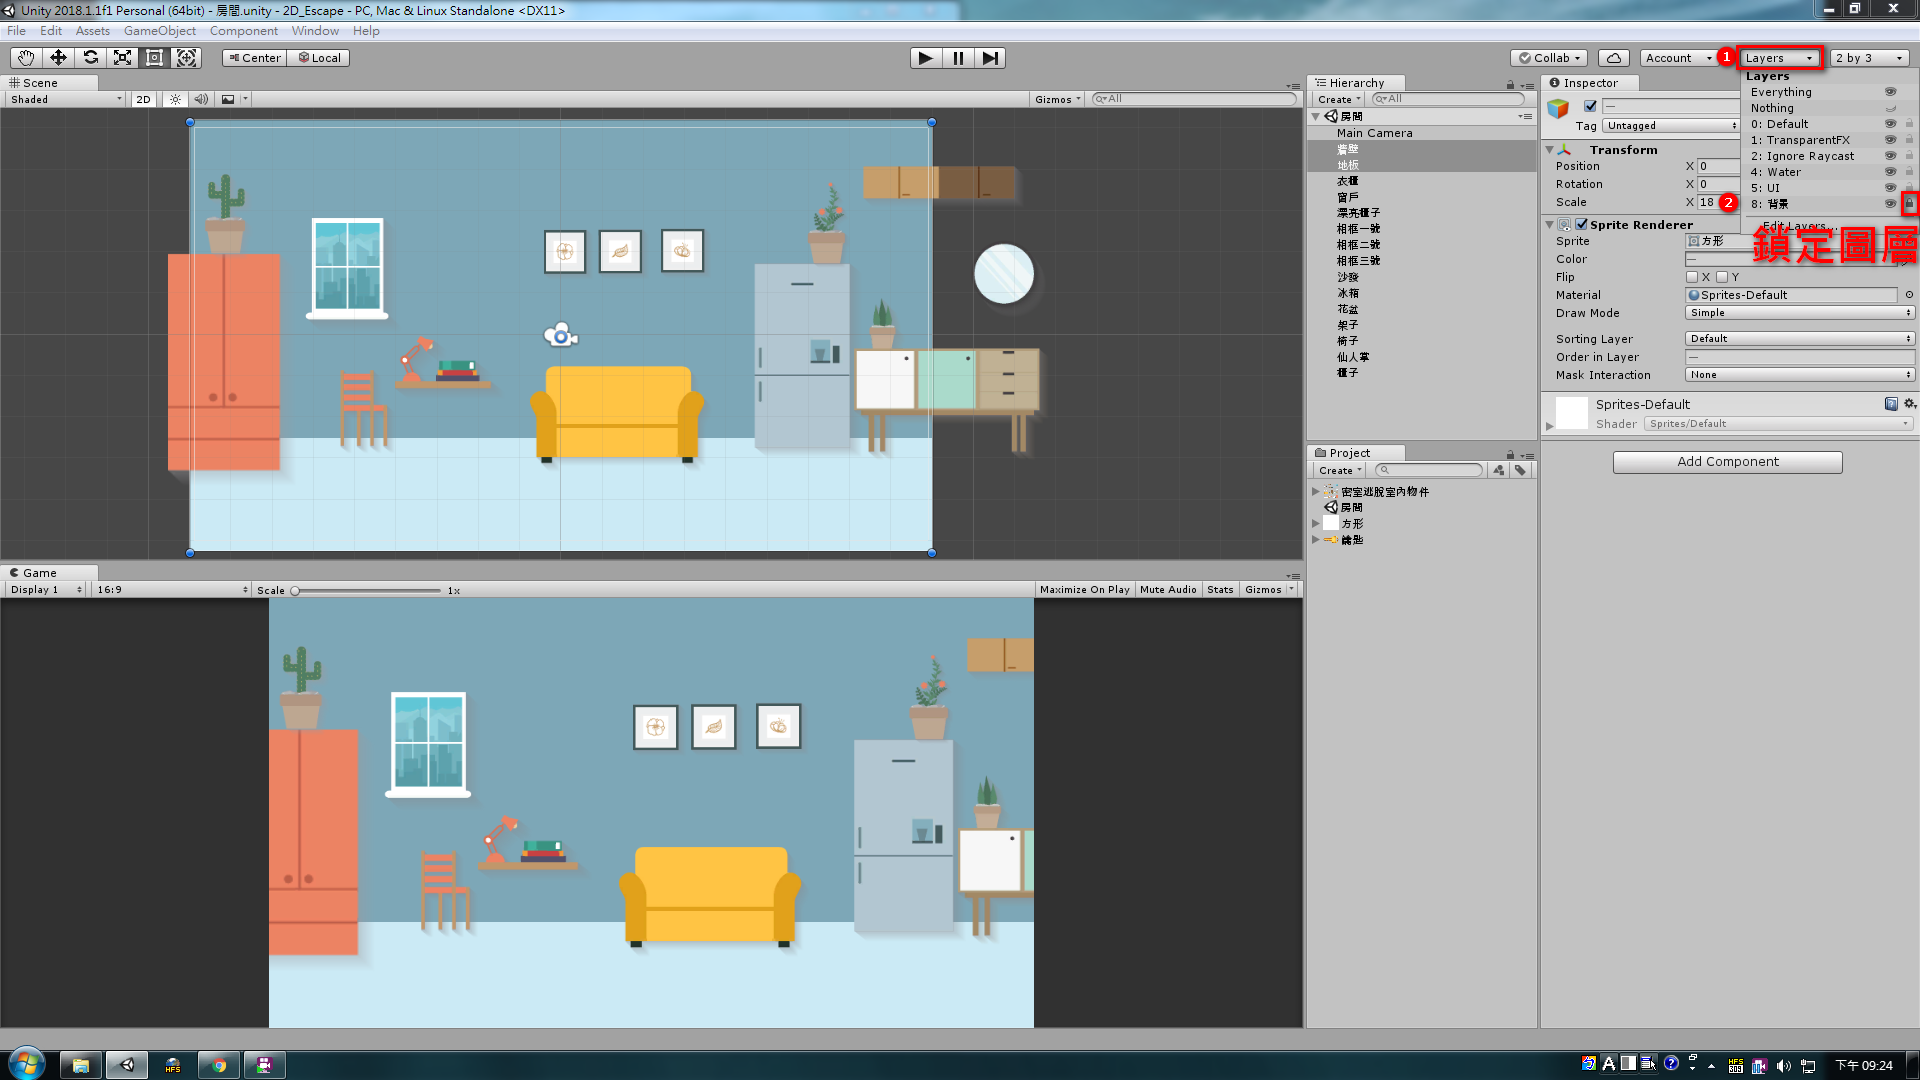 Unity 2018.1.1f1 Personal (64bit) - 房間.unity - 2D_Escape - PC, Mac & Linux Standalone <DX11>
File Edit Assets GameObject Component Window Help
Center Local
Collab Account 1 Layers 2 by 3
Scene
Shaded 2D Gizmos All
Hierarchy
Create All
房間
Main Camera
牆壁
地板
衣櫃
窗戶
漂亮櫃子
相框一號
相框二號
相框三號
沙發
冰箱
花盆
架子
椅子
仙人掌
櫃子
Inspector
—
Tag Untagged
Transform
Position X 0
Rotation X 0
Scale X 18
Layers
Everything
Nothing
0: Default
1: TransparentFX
2: Ignore Raycast
4: Water
5: UI
2 8: 背景
Edit Layers...
鎖定圖層
Sprite Renderer
Sprite 方形
Color —
Flip X Y
Material Sprites-Default
Draw Mode Simple
Sorting Layer Default
Order in Layer —
Mask Interaction None
Sprites-Default
Shader Sprites/Default
Add Component
Project
Create
密室逃脫室內物件
房間
方形
鑰匙
Game
Display 1 16:9 Scale 1x Maximize On Play Mute Audio Stats Gizmos
HFS
A
HFS
下午 09:24